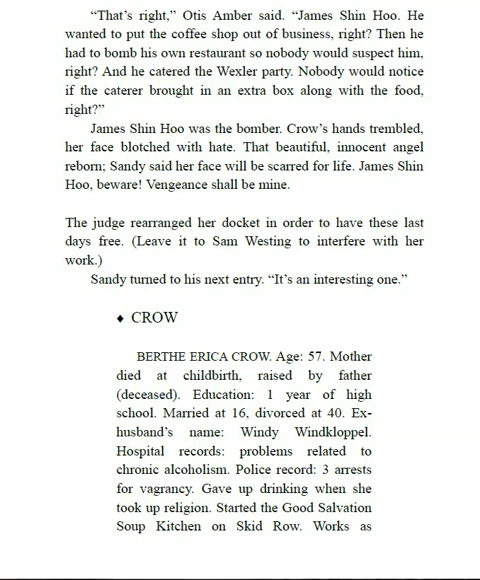 “That’s right,” Otis Amber said. “James Shin Hoo. He
wanted to put the coffee shop out of business, right? Then he
had to bomb his own restaurant so nobody would suspect him,
right? And he catered the Wexler party. Nobody would notice
if the caterer brought in an extra box along with the food,
right?”
James Shin Hoo was the bomber. Crow’s hands trembled,
her face blotched with hate. That beautiful, innocent angel
reborn; Sandy said her face will be scarred for life. James Shin
Hoo, beware! Vengeance shall be mine.
The judge rearranged her docket in order to have these last
days free. (Leave it to Sam Westing to interfere with her
work.)
Sandy turned to his next entry. “It’s an interesting one.”
♦ CROW
BERTHE ERICA CROW. Age: 57. Mother
died at childbirth, raised by father
(deceased). Education: 1 year of high
school. Married at 16, divorced at 40. Ex-
husband’s name: Windy Windkloppel.
Hospital records: problems related to
chronic alcoholism. Police record: 3 arrests
for vagrancy. Gave up drinking when she
took up religion. Started the Good Salvation
Soup Kitchen on Skid Row. Works as